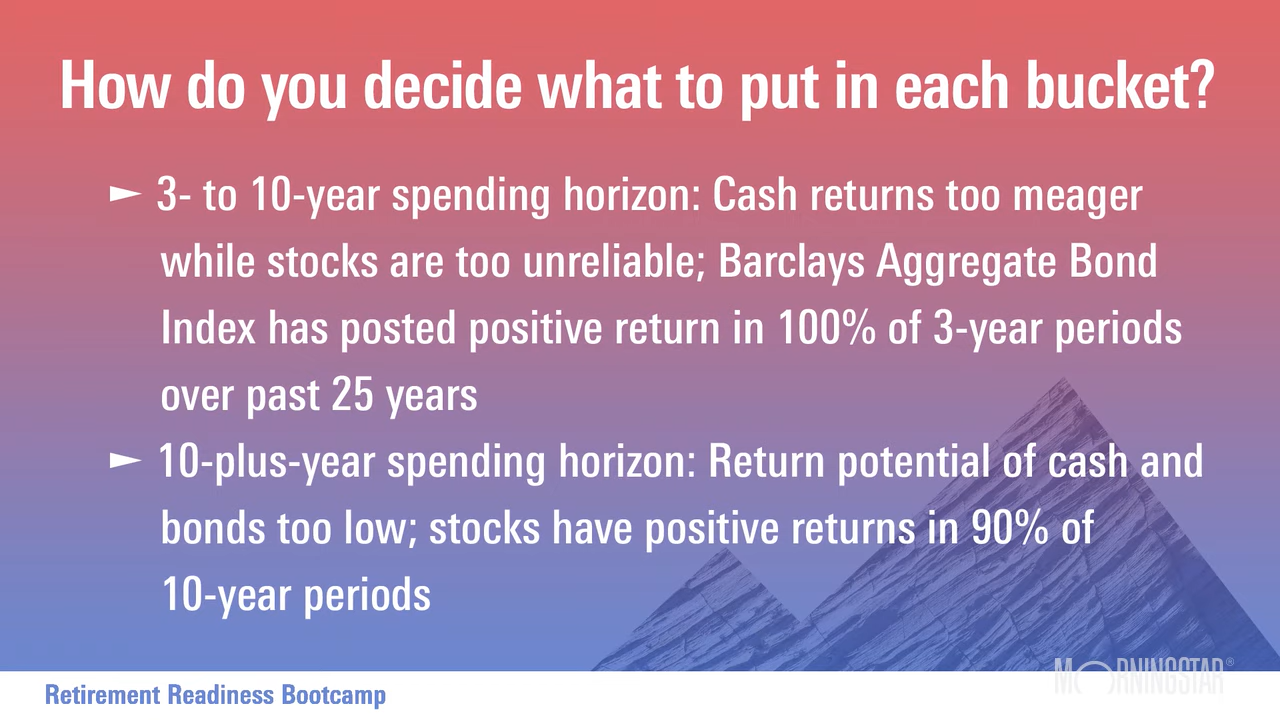 How do you decide what to put in each bucket?
► 3- to 10-year spending horizon: Cash returns too meager
while stocks are too unreliable; Barclays Aggregate Bond
Index has posted positive return in 100% of 3-year periods
over past 25 years
► 10-plus-year spending horizon: Return potential of cash and
bonds too low; stocks have positive returns in 90% of
10-year periods
MORNINGSTAR®
Retirement Readiness Bootcamp